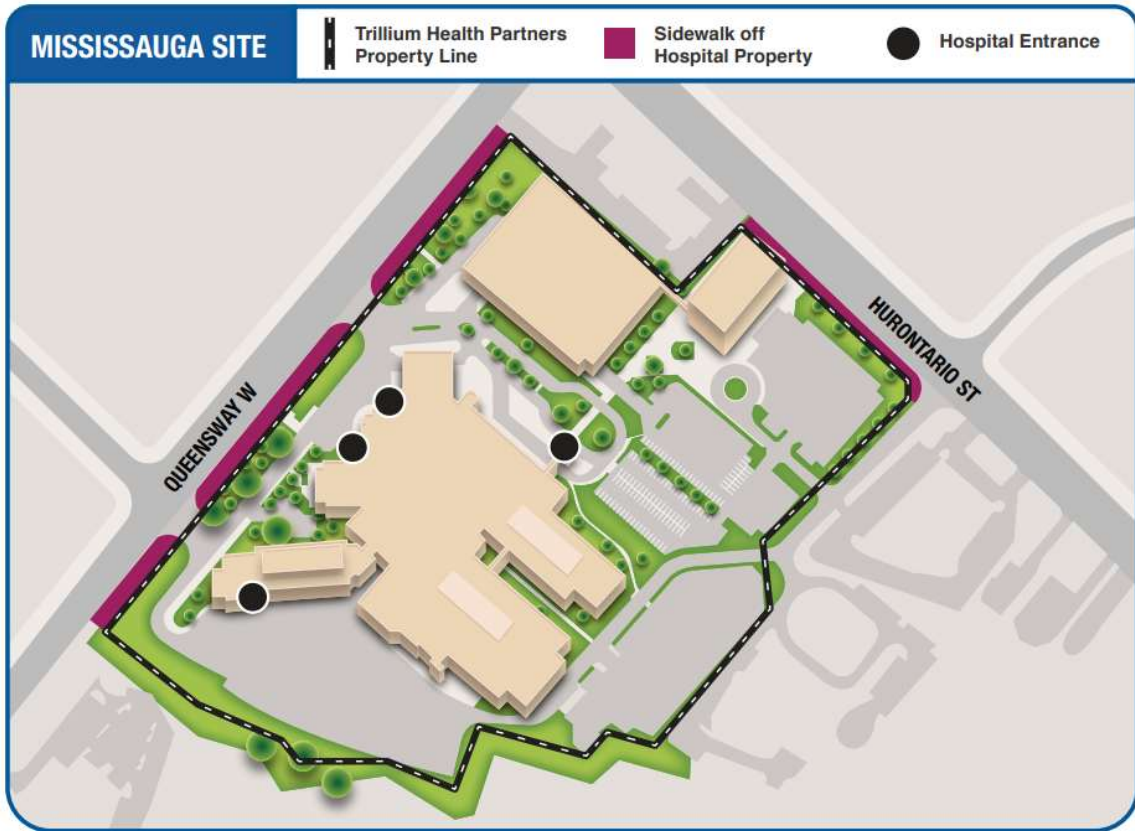 MISSISSAUGA SITE
Trillium Health Partners
Property Line
Sidewalk off
Hospital Property
Hospital Entrance
QUEENSWAY W
HURONTARIO ST